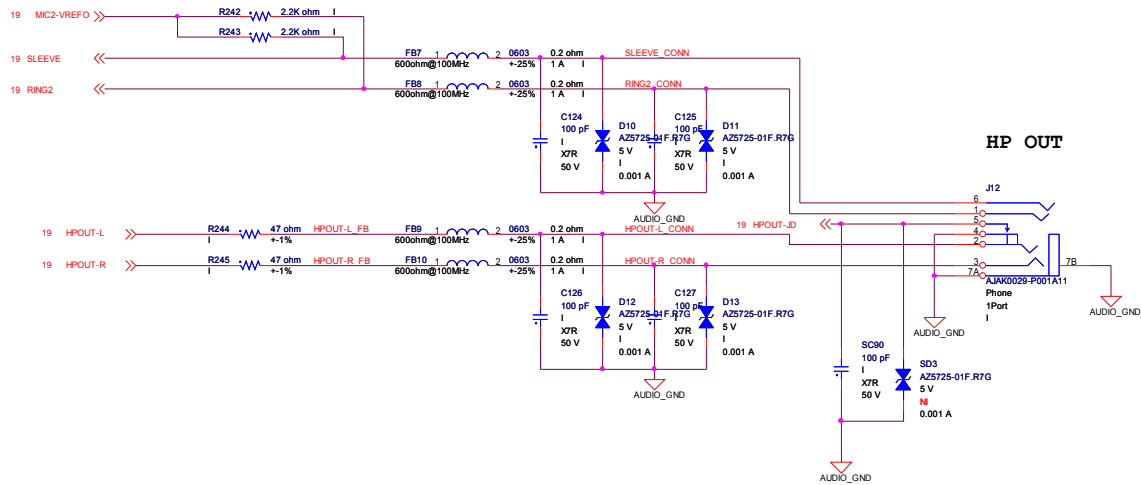 19 MIC2-VREFO
R242 2.2K ohm I
R243 2.2K ohm I
19 SLEEVE
FB7 1 2 0603 0.2 ohm SLEEVE_CONN
600ohm@100MHz +-25% 1 A I
19 RING2
FB8 1 2 0603 0.2 ohm RING2_CONN
600ohm@100MHz +-25% 1 A I
C124
100 pF
I
X7R
50 V
D10
AZ5725-01F.R7G
5 V
I
0.001 A
C125
100 pF
I
X7R
50 V
D11
AZ5725-01F.R7G
5 V
I
0.001 A
AUDIO_GND
HP OUT
J12
6
1
5
4
2
3
7A
7B
AJAK0029-P001A11
Phone
1Port
I
19 HPOUT-JD
19 HPOUT-L
R244 47 ohm HPOUT-L_FB
I +-1%
FB9 1 2 0603 0.2 ohm HPOUT-L_CONN
600ohm@100MHz +-25% 1 A I
19 HPOUT-R
R245 47 ohm HPOUT-R_FB
I +-1%
FB10 1 2 0603 0.2 ohm HPOUT-R_CONN
600ohm@100MHz +-25% 1 A I
C126
100 pF
I
X7R
50 V
D12
AZ5725-01F.R7G
5 V
I
0.001 A
C127
100 pF
I
X7R
50 V
D13
AZ5725-01F.R7G
5 V
I
0.001 A
AUDIO_GND
AUDIO_GND
AUDIO_GND
SC90
100 pF
I
X7R
50 V
SD3
AZ5725-01F.R7G
5 V
NI
0.001 A
AUDIO_GND